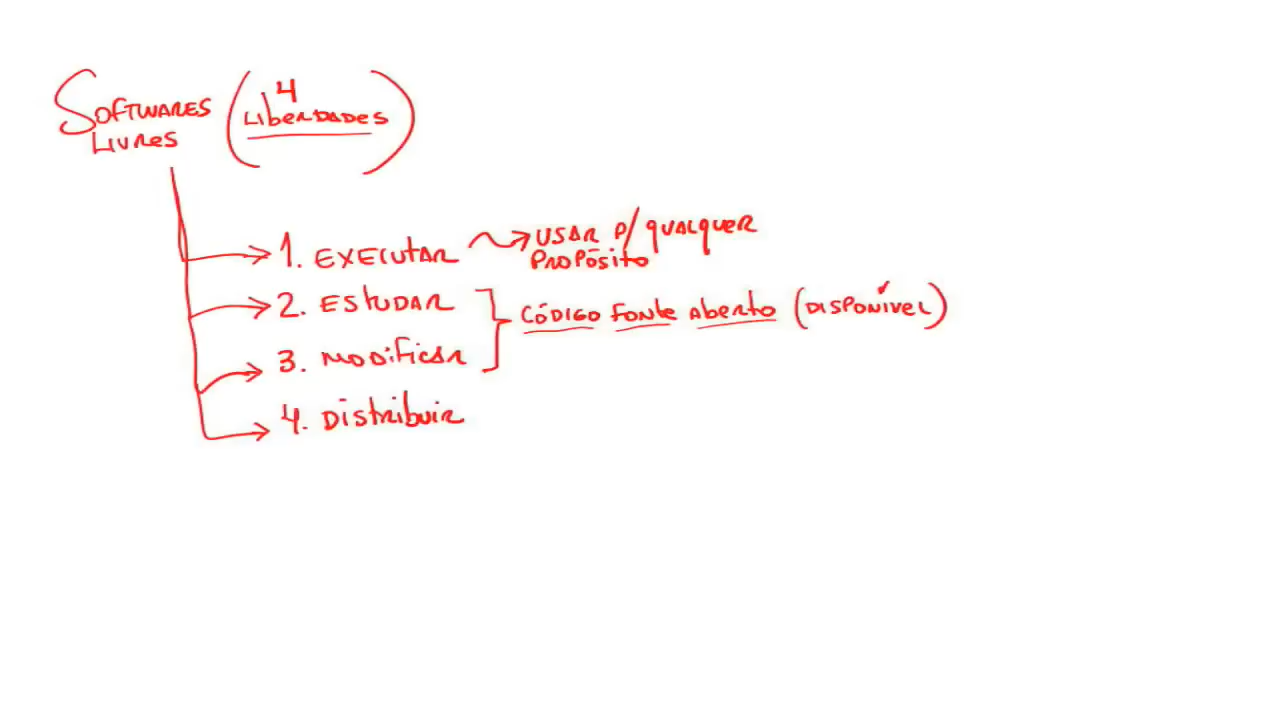 SOFTWARES
LIVRES
(4
LIBERDADES)
1. EXECUTAR
USAR P/ QUALQUER
PROPÓSITO
2. ESTUDAR
3. MODIFICAR
CÓDIGO FONTE ABERTO (DISPONÍVEL)
4. DISTRIBUIR